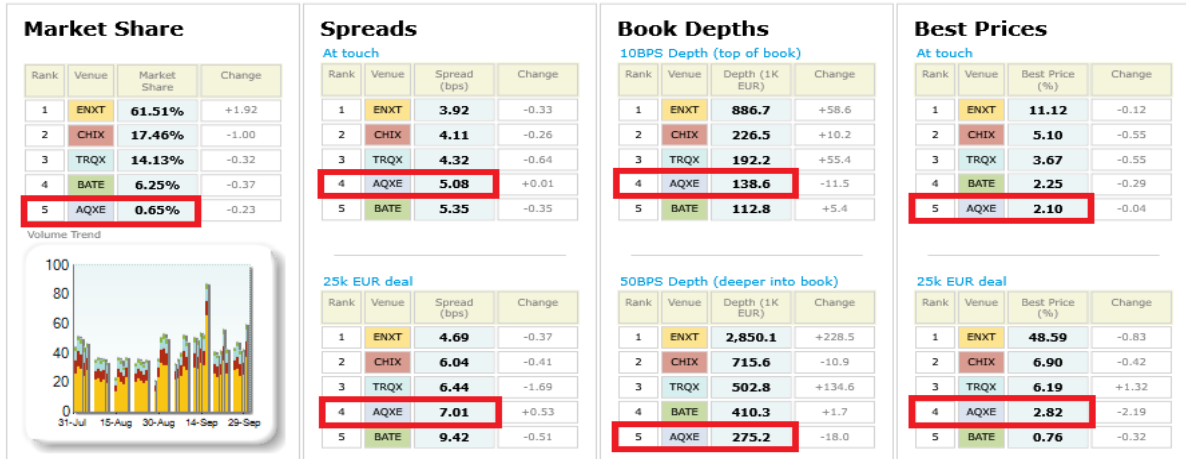 Market Share
Rank Venue Market Share Change
1 ENXT 61.51% +1.92
2 CHIX 17.46% -1.00
3 TRQX 14.13% -0.32
4 BATE 6.25% -0.37
5 AQXE 0.65% -0.23
Volume Trend
100
80
60
40
20
0
31-Jul 15-Aug 30-Aug 14-Sep 29-Sep
Spreads
At touch
Rank Venue Spread (bps) Change
1 ENXT 3.92 -0.33
2 CHIX 4.11 -0.26
3 TRQX 4.32 -0.64
4 AQXE 5.08 +0.01
5 BATE 5.35 -0.35
25k EUR deal
Rank Venue Spread (bps) Change
1 ENXT 4.69 -0.37
2 CHIX 6.04 -0.41
3 TRQX 6.44 -1.69
4 AQXE 7.01 +0.53
5 BATE 9.42 -0.51
Book Depths
10BPS Depth (top of book)
Rank Venue Depth (1K EUR) Change
1 ENXT 886.7 +58.6
2 CHIX 226.5 +10.2
3 TRQX 192.2 +55.4
4 AQXE 138.6 -11.5
5 BATE 112.8 +5.4
50BPS Depth (deeper into book)
Rank Venue Depth (1K EUR) Change
1 ENXT 2,850.1 +228.5
2 CHIX 715.6 -10.9
3 TRQX 502.8 +134.6
4 BATE 410.3 +1.7
5 AQXE 275.2 -18.0
Best Prices
At touch
Rank Venue Best Price (%) Change
1 ENXT 11.12 -0.12
2 CHIX 5.10 -0.55
3 TRQX 3.67 -0.55
4 BATE 2.25 -0.29
5 AQXE 2.10 -0.04
25k EUR deal
Rank Venue Best Price (%) Change
1 ENXT 48.59 -0.83
2 CHIX 6.90 -0.42
3 TRQX 6.19 +1.32
4 AQXE 2.82 -2.19
5 BATE 0.76 -0.32